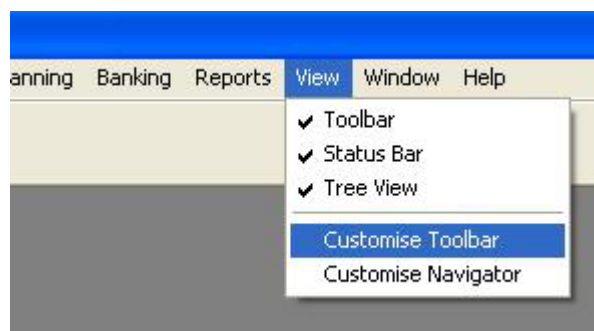 anning Banking Reports View Window Help
Toolbar
Status Bar
Tree View
Customise Toolbar
Customise Navigator